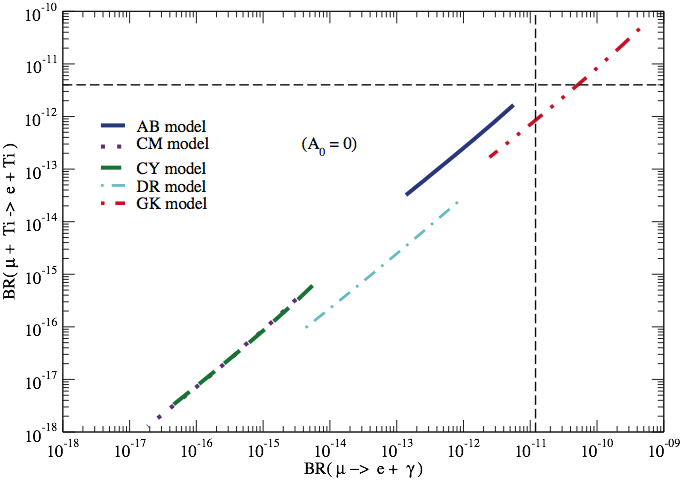 10^-10
10^-11
10^-12
10^-13
10^-14
10^-15
10^-16
10^-17
10^-18
BR( μ + Ti -> e + Ti )
AB model
CM model
CY model
DR model
GK model
(A_0 = 0)
10^-18 10^-17 10^-16 10^-15 10^-14 10^-13 10^-12 10^-11 10^-10 10^-09
BR( μ -> e + γ )